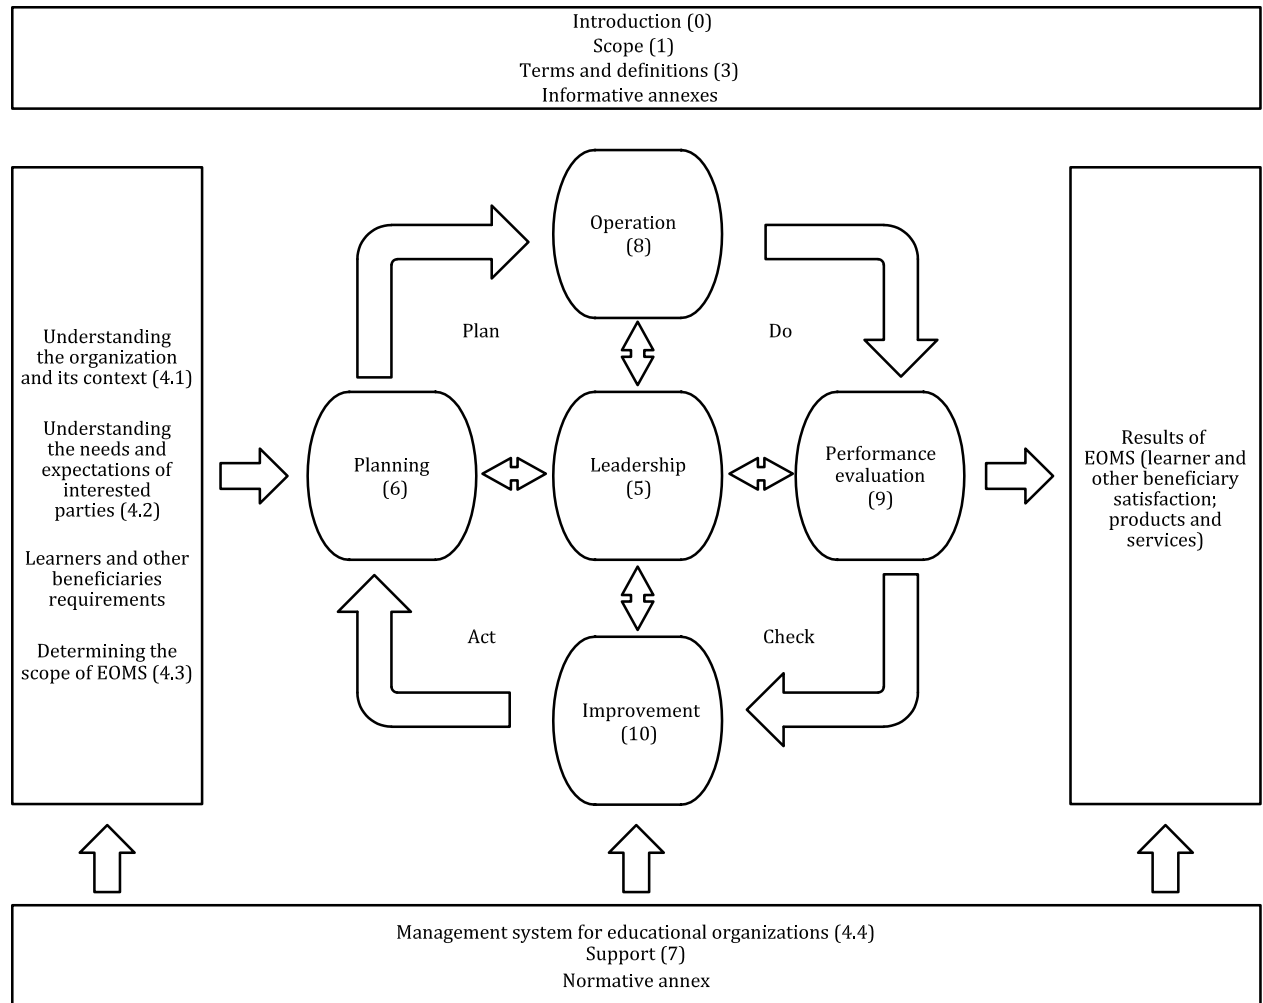 Introduction (0)
Scope (1)
Terms and definitions (3)
Informative annexes
Understanding
the organization
and its context (4.1)
Understanding
the needs and
expectations of
interested
parties (4.2)
Learners and other
beneficiaries
requirements
Determining the
scope of EOMS (4.3)
Operation
(8)
Plan
Do
Planning
(6)
Leadership
(5)
Performance
evaluation
(9)
Act
Check
Improvement
(10)
Results of
EOMS (learner and
other beneficiary
satisfaction;
products and
services)
Management system for educational organizations (4.4)
Support (7)
Normative annex